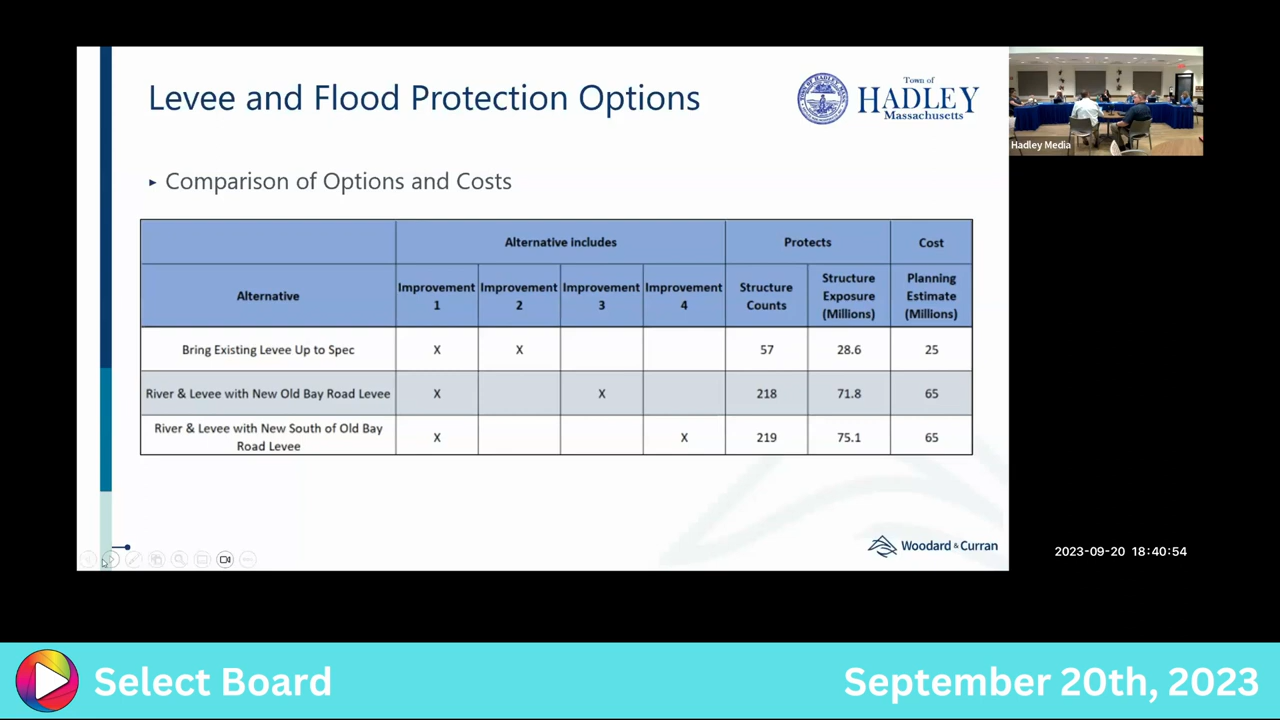 Levee and Flood Protection Options
Town of
HADLEY
Massachusetts
Hadley Media
Comparison of Options and Costs
Alternative includes
Protects
Cost
Alternative
Improvement 1
Improvement 2
Improvement 3
Improvement 4
Structure Counts
Structure Exposure (Millions)
Planning Estimate (Millions)
Bring Existing Levee Up to Spec X X 57 28.6 25
River & Levee with New Old Bay Road Levee X X 218 71.8 65
River & Levee with New South of Old Bay Road Levee X X 219 75.1 65
Woodard & Curran
2023-09-20 18:40:54
Select Board
September 20th, 2023